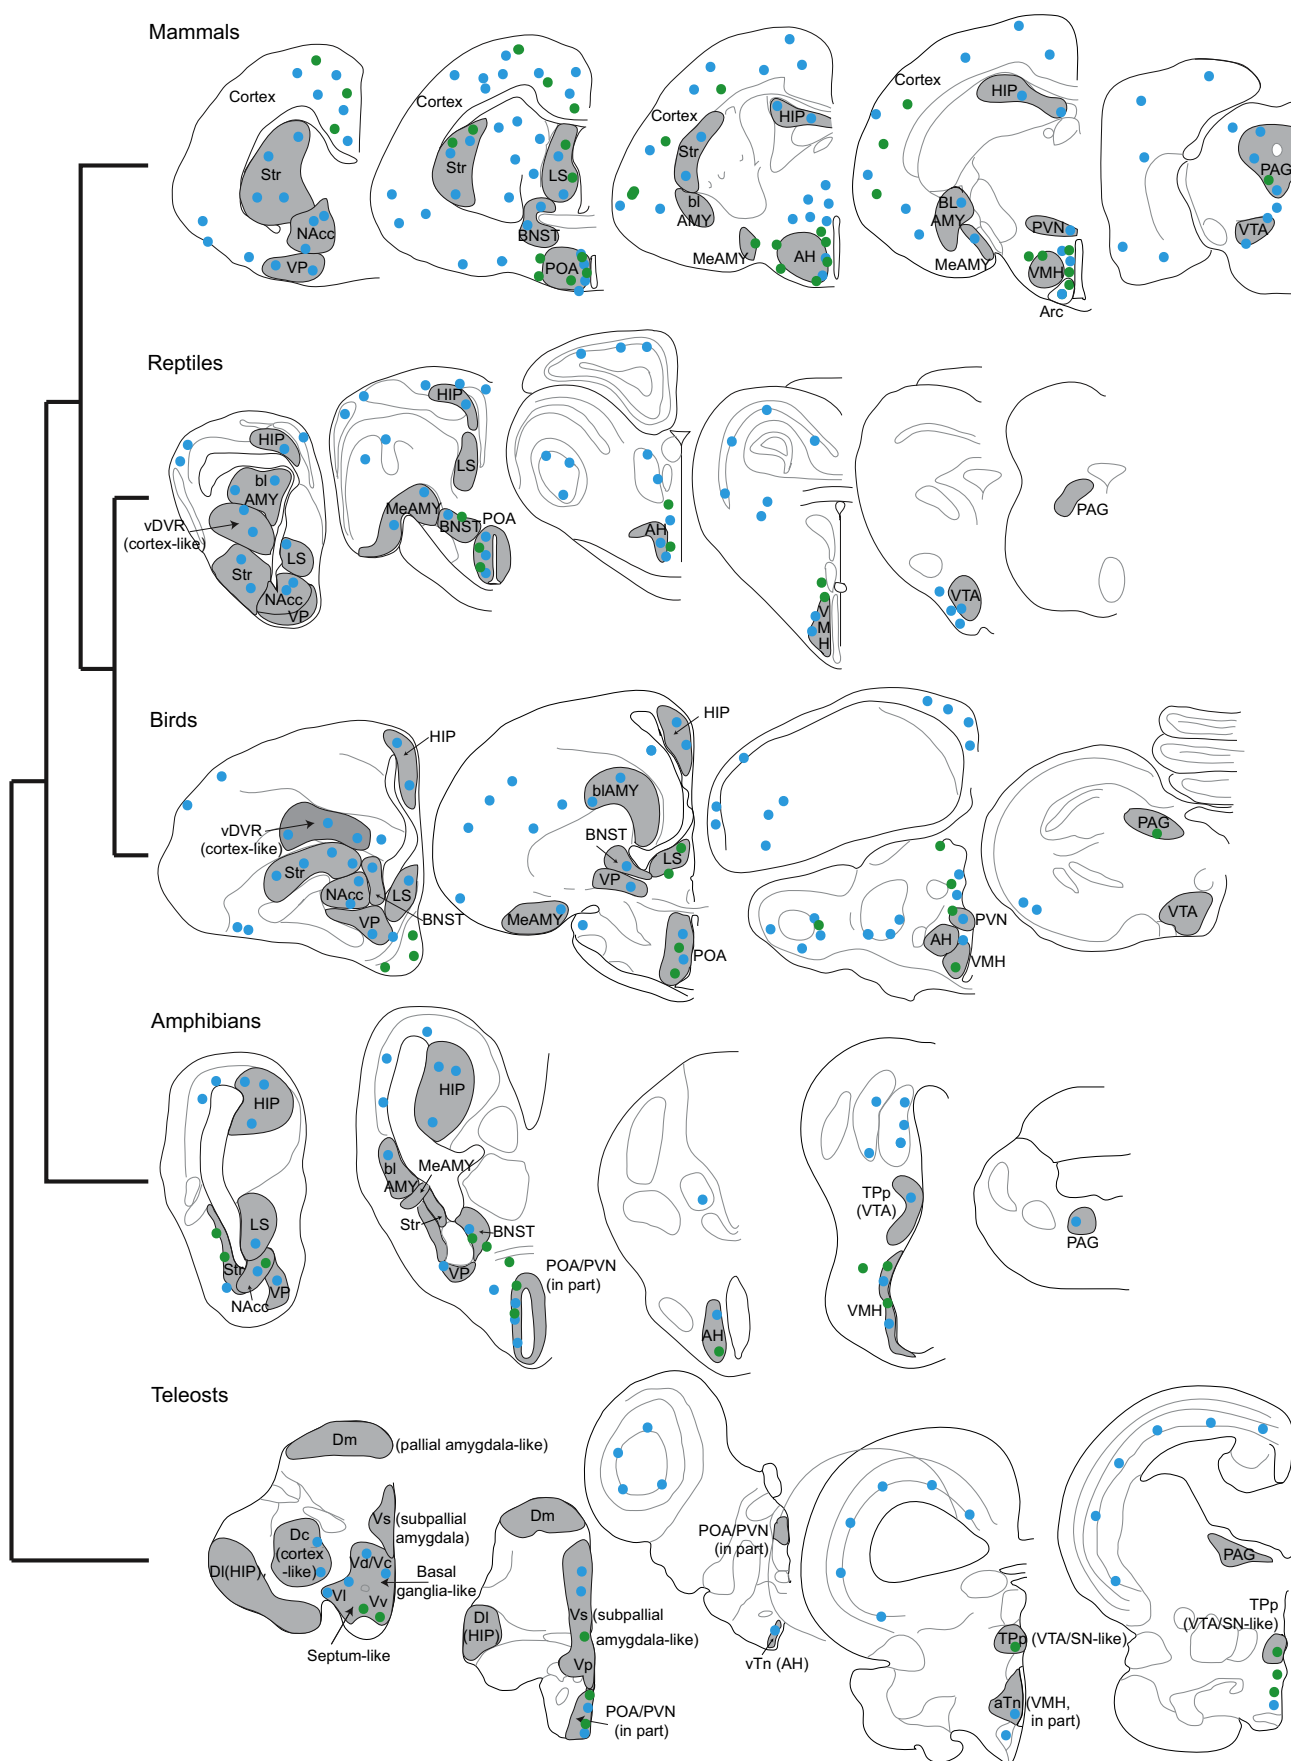 Mammals
Cortex
Str
NAcc
VP
Cortex
Str
LS
BNST
POA
Cortex
Str
HIP
bl
AMY
MeAMY
AH
Cortex
HIP
BL
AMY
MeAMY
PVN
VMH
Arc
PAG
VTA
Reptiles
HIP
bl
AMY
vDVR
(cortex-like)
Str
LS
NAcc
VP
HIP
LS
MeAMY
BNST
POA
AH
V
M
H
VTA
PAG
Birds
HIP
vDVR
(cortex-like)
Str
NAcc
LS
VP
BNST
HIP
blAMY
BNST
LS
VP
MeAMY
POA
PVN
AH
VMH
PAG
VTA
Amphibians
HIP
LS
Str
NAcc
VP
HIP
bl
AMY
MeAMY
Str
BNST
VP
POA/PVN
(in part)
AH
TPp
(VTA)
VMH
PAG
Teleosts
Dm
(pallial amygdala-like)
Vs (subpallial
amygdala)
Dc
(cortex
-like)
Dl(HIP)
Vd/Vc
Basal
ganglia-like
Vl
Vv
Septum-like
Dm
Dl
(HIP)
Vs (subpallial
amygdala-like)
Vp
POA/PVN
(in part)
POA/PVN
(in part)
vTn (AH)
TPp (VTA/SN-like)
aTn (VMH,
in part)
PAG
TPp
(VTA/SN-like)